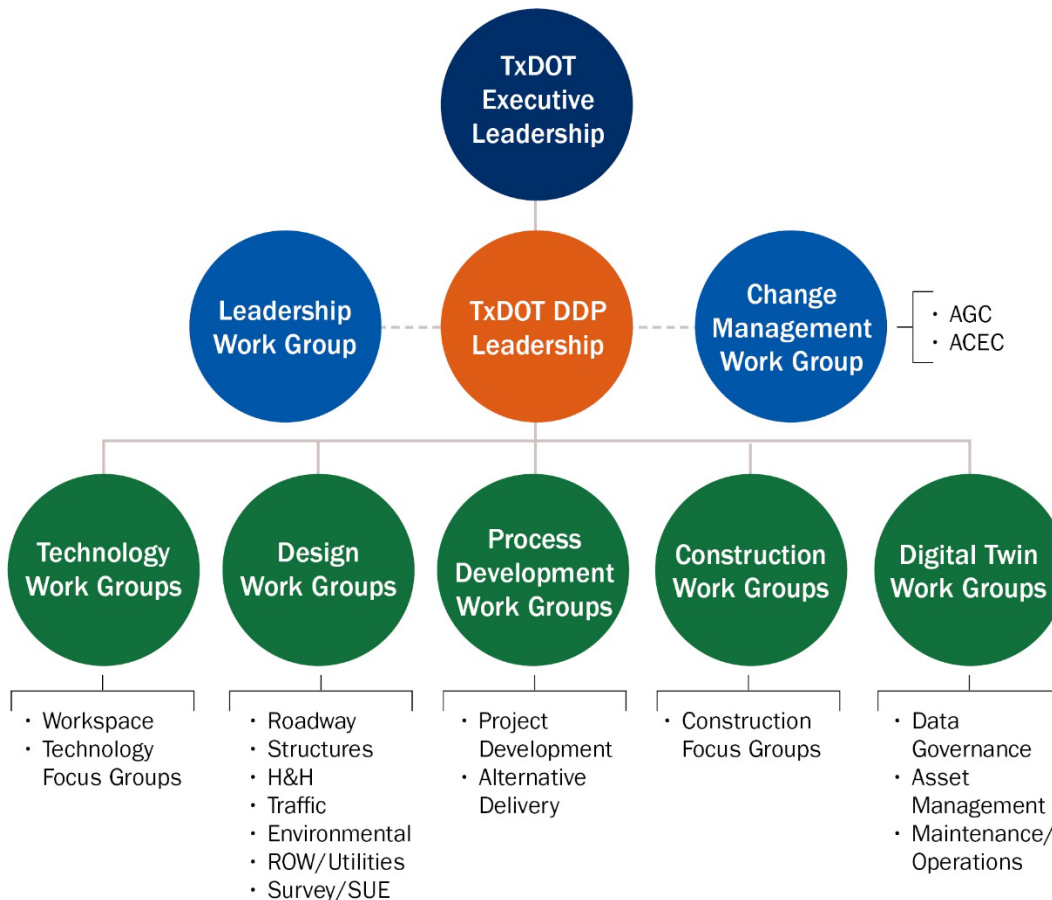 TxDOT
Executive
Leadership
Leadership
Work Group
TxDOT DDP
Leadership
Change
Management
Work Group
· AGC
· ACEC
Technology
Work Groups
Design
Work Groups
Process
Development
Work Groups
Construction
Work Groups
Digital Twin
Work Groups
· Workspace
· Technology
Focus Groups
· Roadway
· Structures
· H&H
· Traffic
· Environmental
· ROW/Utilities
· Survey/SUE
· Project
Development
· Alternative
Delivery
· Construction
Focus Groups
· Data
Governance
· Asset
Management
· Maintenance/
Operations